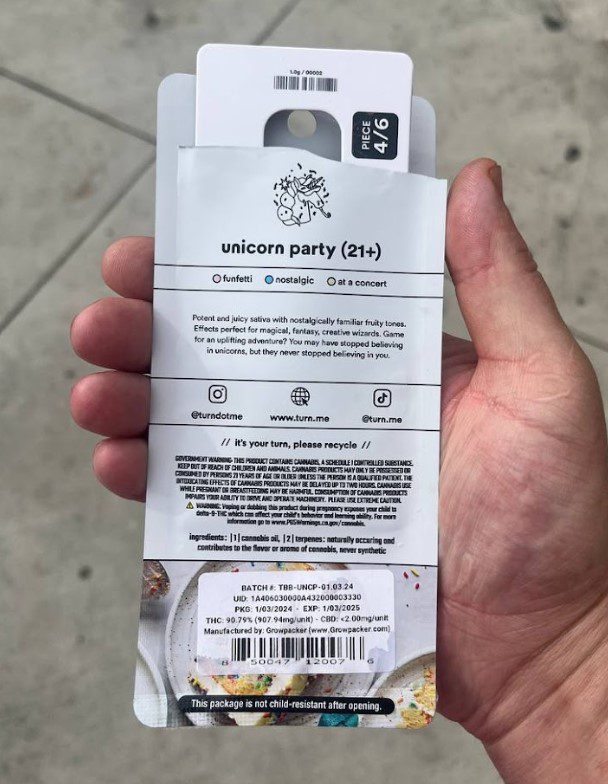 1.0g / 00002
PIECE
4/6
unicorn party (21+)
funfetti nostalgic at a concert
Potent and juicy sativa with nostalgically familiar fruity tones.
Effects perfect for magical, fantasy, creative wizards. Game
for an uplifting adventure? You may have stopped believing
in unicorns, but they never stopped believing in you.
@turndotme www.turn.me @turn.me
// it's your turn, please recycle //
GOVERNMENT WARNING: THIS PRODUCT CONTAINS CANNABIS, A SCHEDULE I CONTROLLED SUBSTANCE.
KEEP OUT OF REACH OF CHILDREN AND ANIMALS. CANNABIS PRODUCTS MAY ONLY BE POSSESSED OR
CONSUMED BY PERSONS 21 YEARS OF AGE OR OLDER UNLESS THE PERSON IS A QUALIFIED PATIENT. THE
INTOXICATING EFFECTS OF CANNABIS PRODUCTS MAY BE DELAYED UP TO TWO HOURS. CANNABIS USE
WHILE PREGNANT OR BREASTFEEDING MAY BE HARMFUL. CONSUMPTION OF CANNABIS PRODUCTS
IMPAIRS YOUR ABILITY TO DRIVE AND OPERATE MACHINERY. PLEASE USE EXTREME CAUTION.
WARNING: Vaping or dabbing this product during pregnancy exposes your child to
delta-9-THC which can affect your child's behavior and learning ability. For more
information go to www.P65Warnings.ca.gov/cannabis.
ingredients: |1| cannabis oil, |2| terpenes: naturally occuring and
contributes to the flavor or aroma of cannabis, never synthetic
BATCH #: TBB-UNCP-01.03.24
UID: 1A406030000A432000003330
PKG: 1/03/2024 - EXP: 1/03/2025
THC: 90.79% (907.94mg/unit) - CBD: <2.00mg/unit
Manufactured by: Growpacker (www.Growpacker.com)
8 50047 12007 6
This package is not child-resistant after opening.